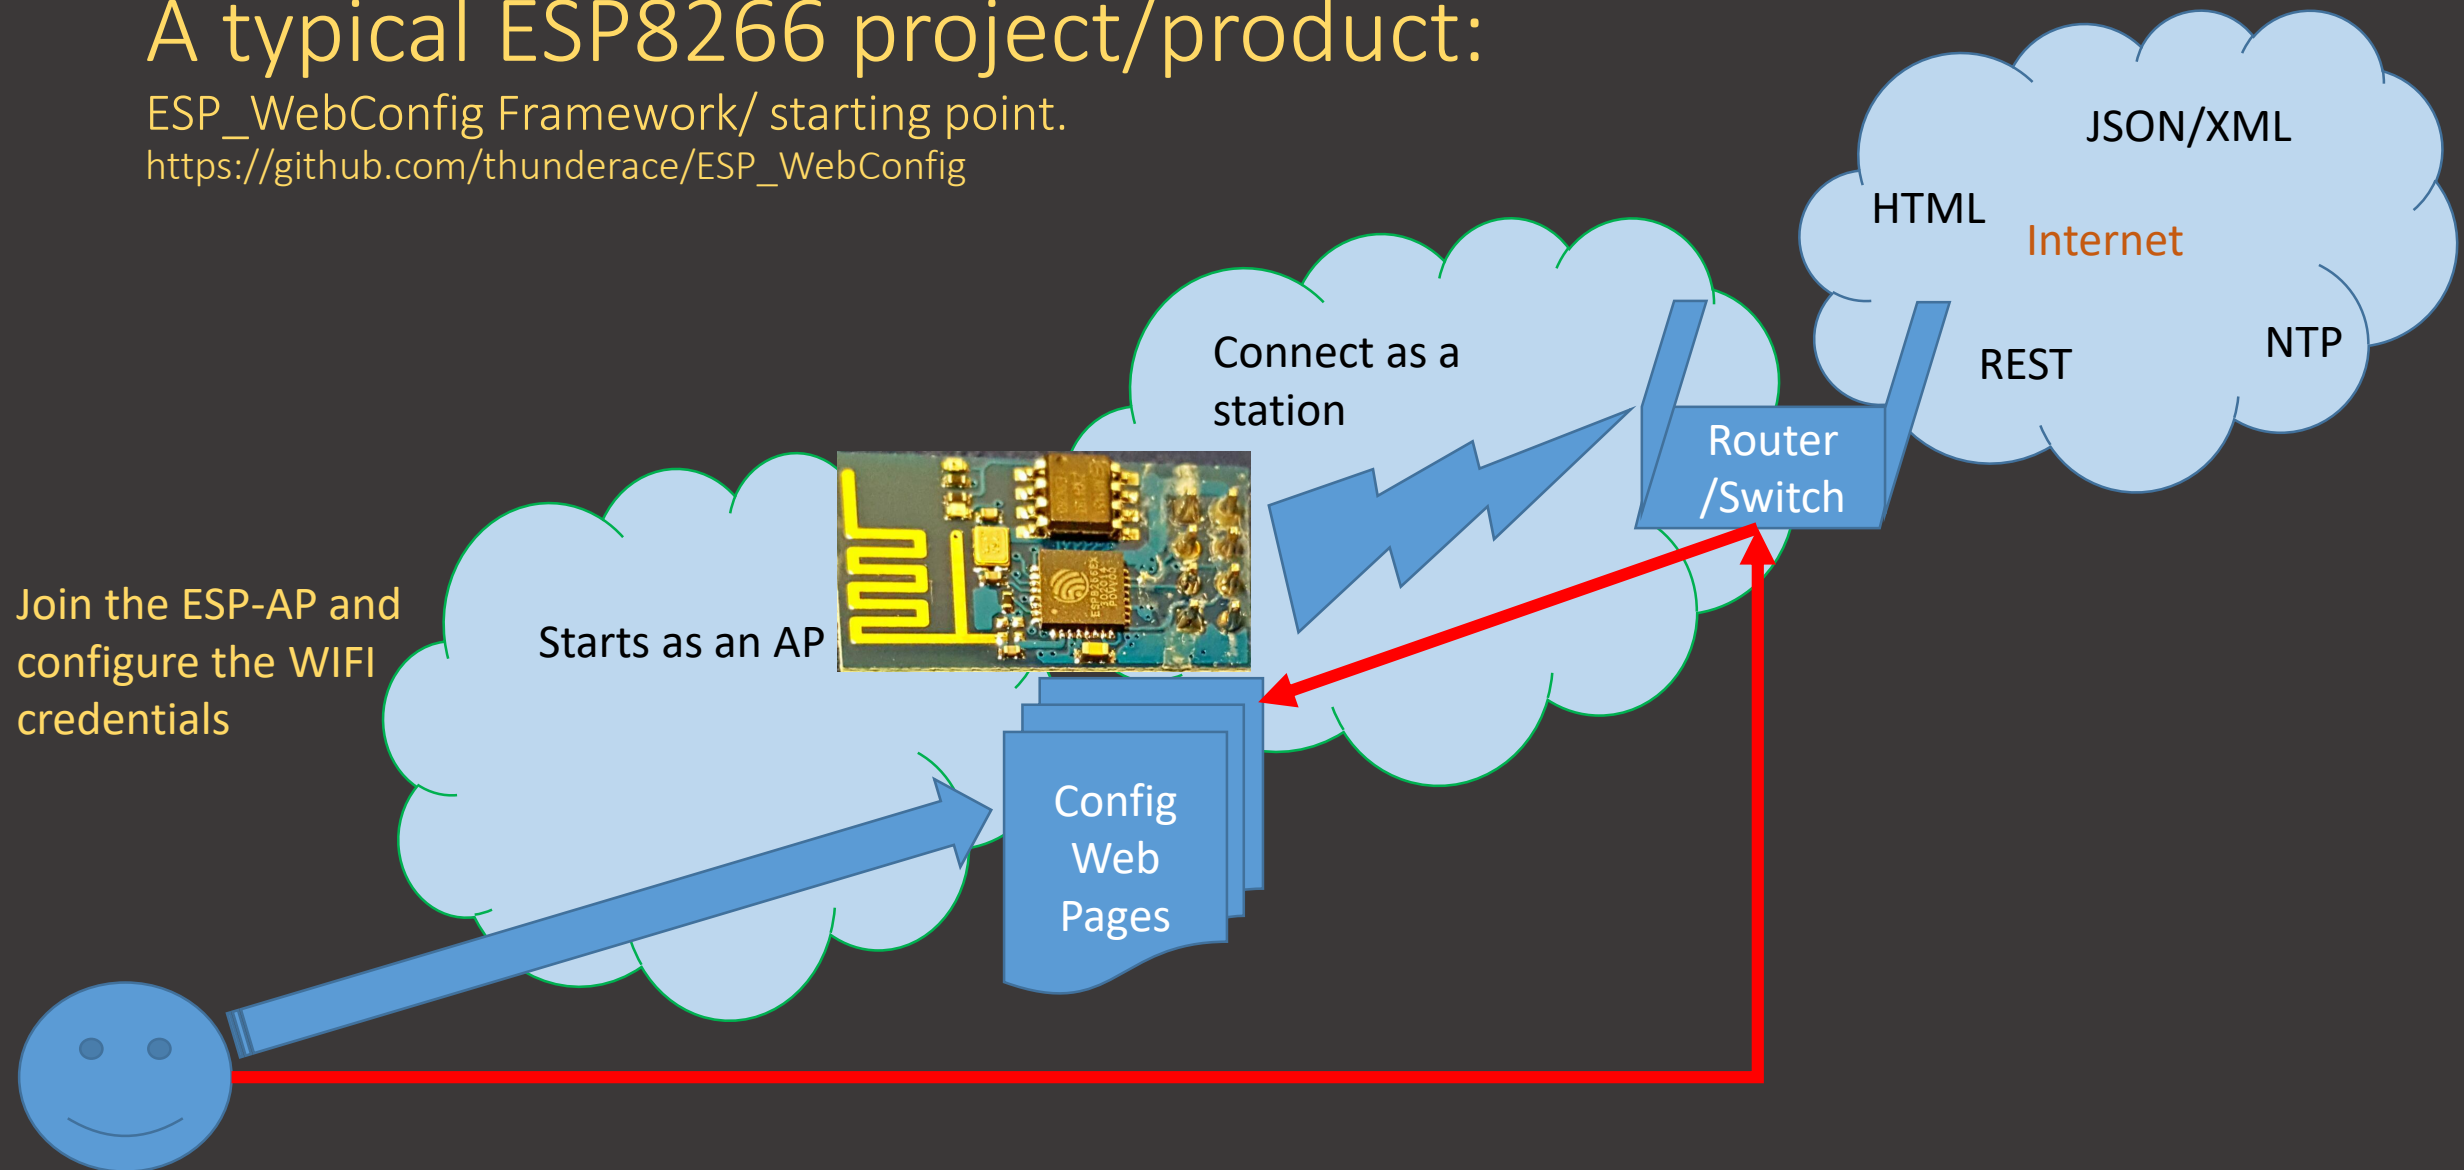 A typical ESP8266 project/product:
ESP_WebConfig Framework/ starting point.
https://github.com/thunderace/ESP_WebConfig
JSON/XML
HTML
Internet
NTP
REST
Connect as a
station
Router
/Switch
Join the ESP-AP and
configure the WIFI
credentials
Starts as an AP
ESP8266EX
Config
Web
Pages